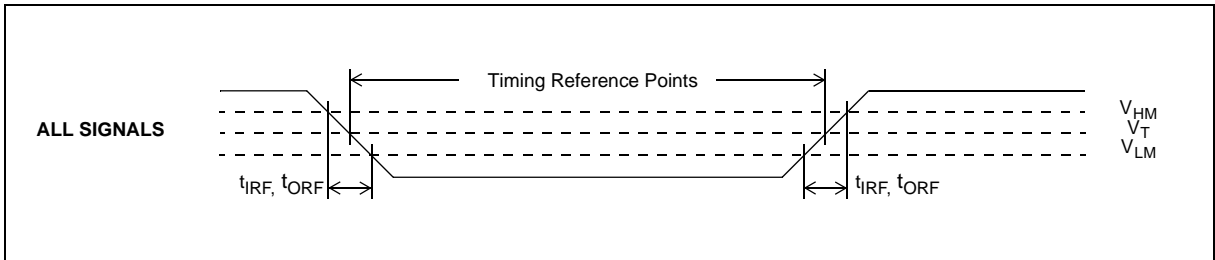 Timing Reference Points
ALL SIGNALS
V_HM
V_T
V_LM
t_IRF, t_ORF
t_IRF, t_ORF